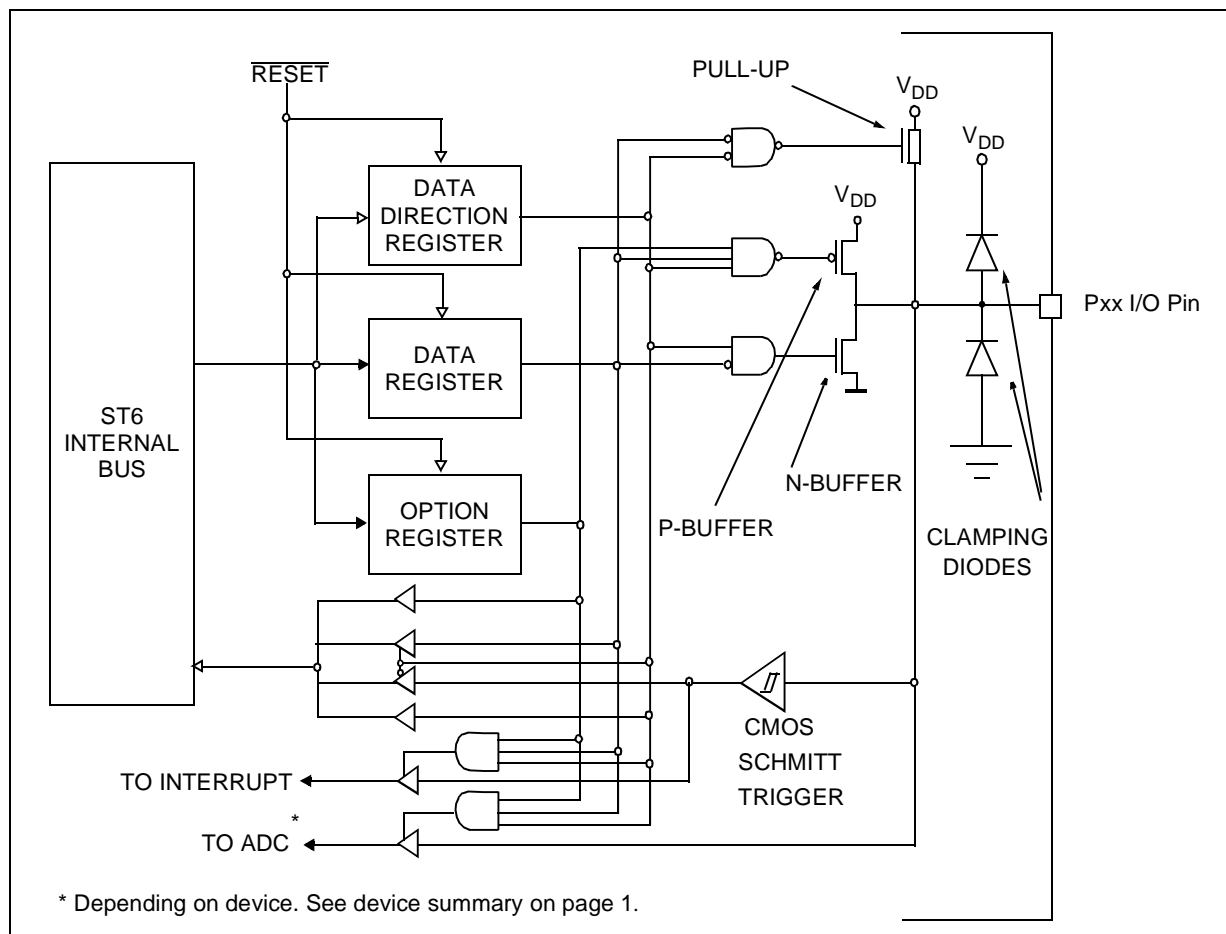 RESET
PULL-UP
VDD
VDD
VDD
DATA
DIRECTION
REGISTER
DATA
REGISTER
ST6
INTERNAL
BUS
OPTION
REGISTER
Pxx I/O Pin
N-BUFFER
P-BUFFER
CLAMPING
DIODES
CMOS
SCHMITT
TRIGGER
TO INTERRUPT
TO ADC*
* Depending on device. See device summary on page 1.